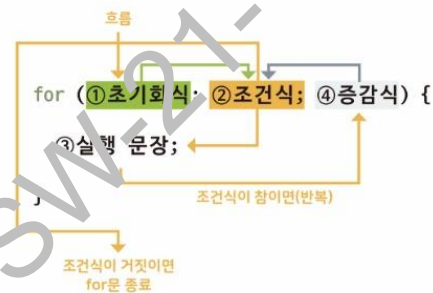 흐름
for (①초기화식; ②조건식; ④증감식) {
③실행 문장;
}
조건식이 참이면(반복)
조건식이 거짓이면
for문 종료
SW-21-